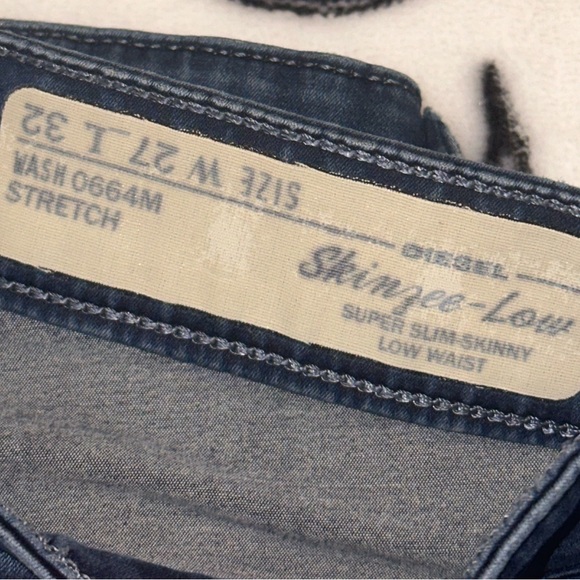 SIZE W 27 L 32
WASH 0664M
STRETCH
DIESEL
Skinzee-Low
SUPER SLIM-SKINNY
LOW WAIST